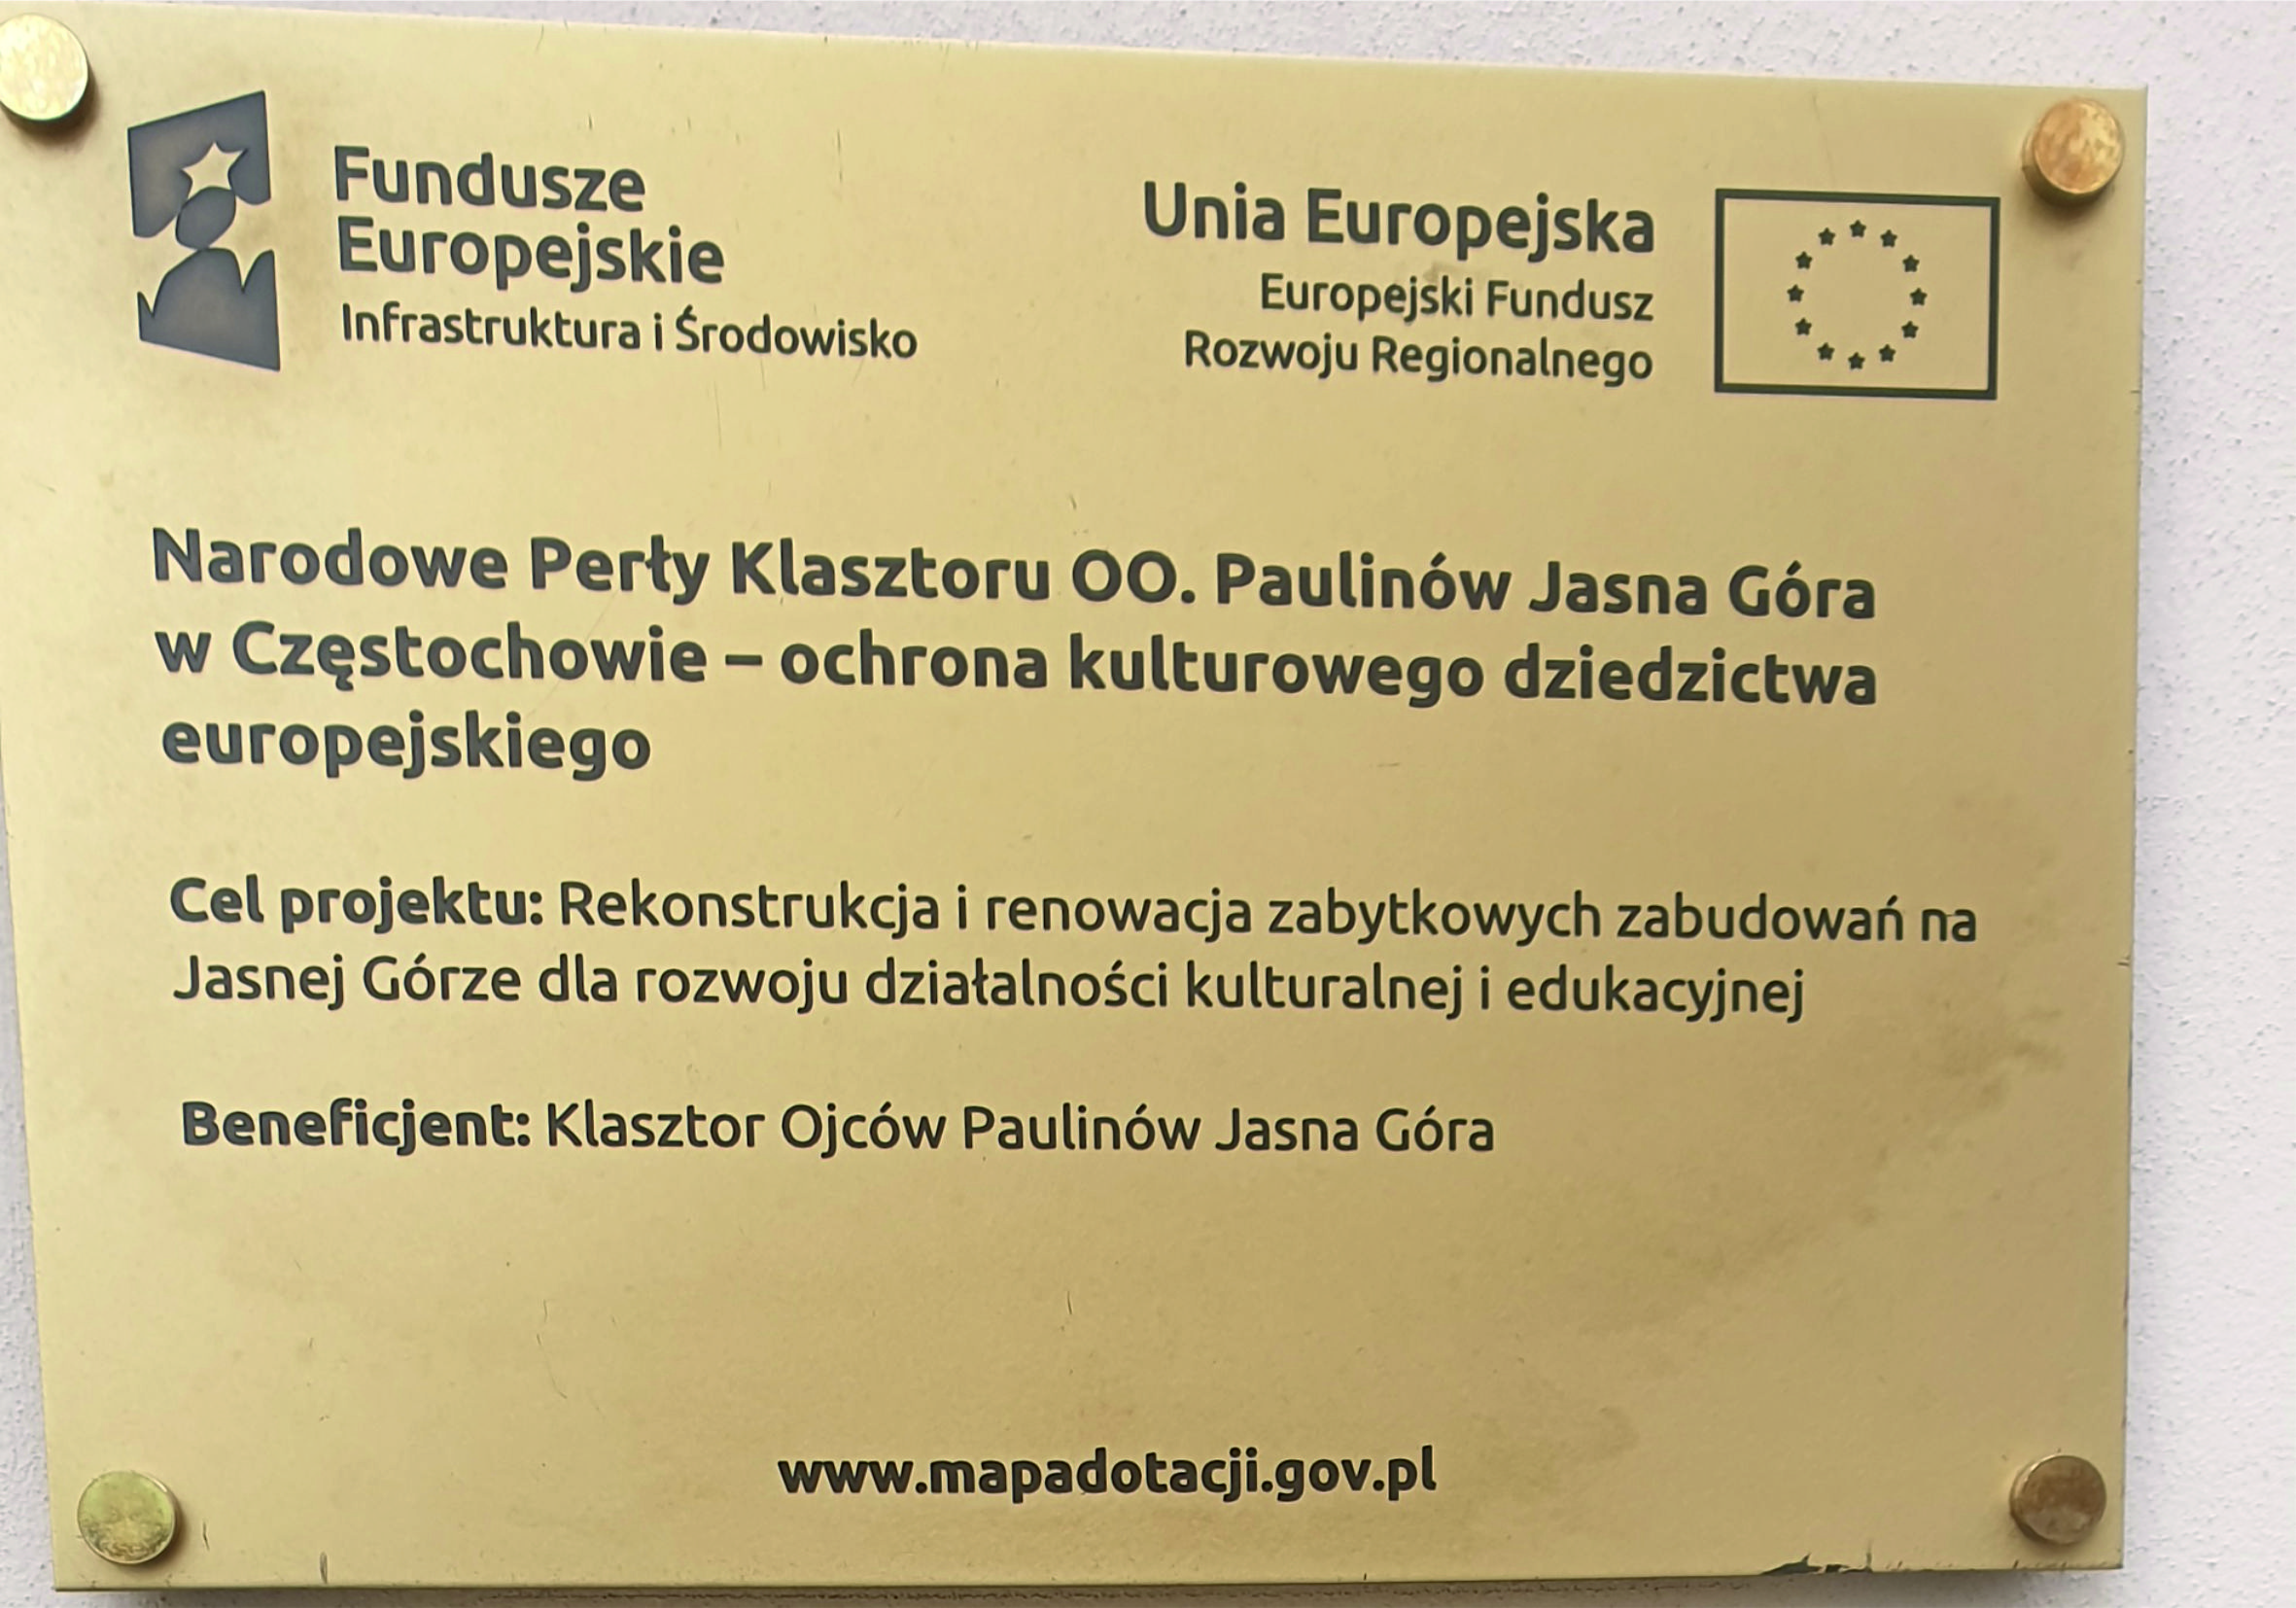 Fundusze
Europejskie
Infrastruktura i Środowisko
Unia Europejska
Europejski Fundusz
Rozwoju Regionalnego
Narodowe Perły Klasztoru OO. Paulinów Jasna Góra
w Częstochowie – ochrona kulturowego dziedzictwa
europejskiego
Cel projektu: Rekonstrukcja i renowacja zabytkowych zabudowań na
Jasnej Górze dla rozwoju działalności kulturalnej i edukacyjnej
Beneficjent: Klasztor Ojców Paulinów Jasna Góra
www.mapadotacji.gov.pl